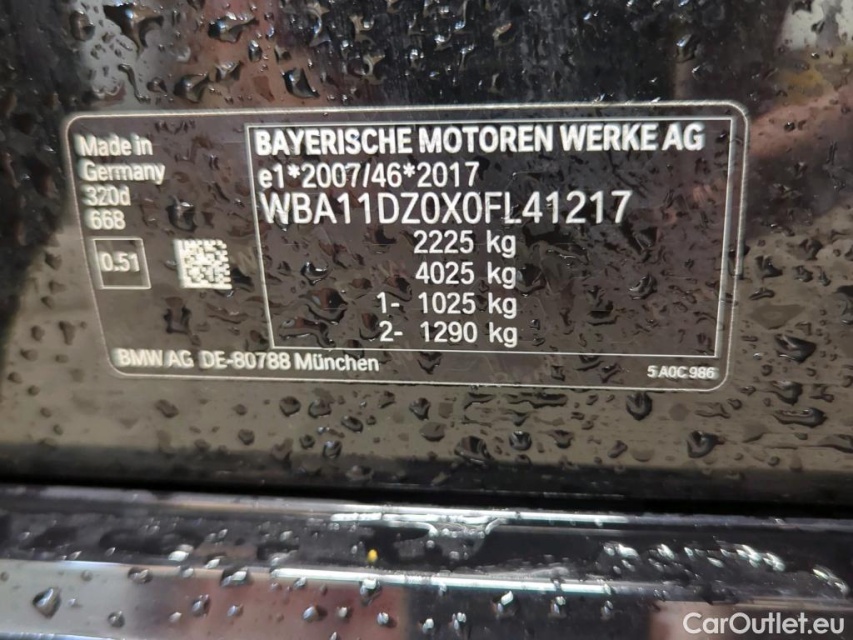 Made in
Germany
320d
668
0.51
BAYERISCHE MOTOREN WERKE AG
e1*2007/46*2017
WBA11DZ0X0FL41217
2225 kg
4025 kg
1- 1025 kg
2- 1290 kg
BMW AG DE-80788 München
5 A0C 986
CarOutlet.eu